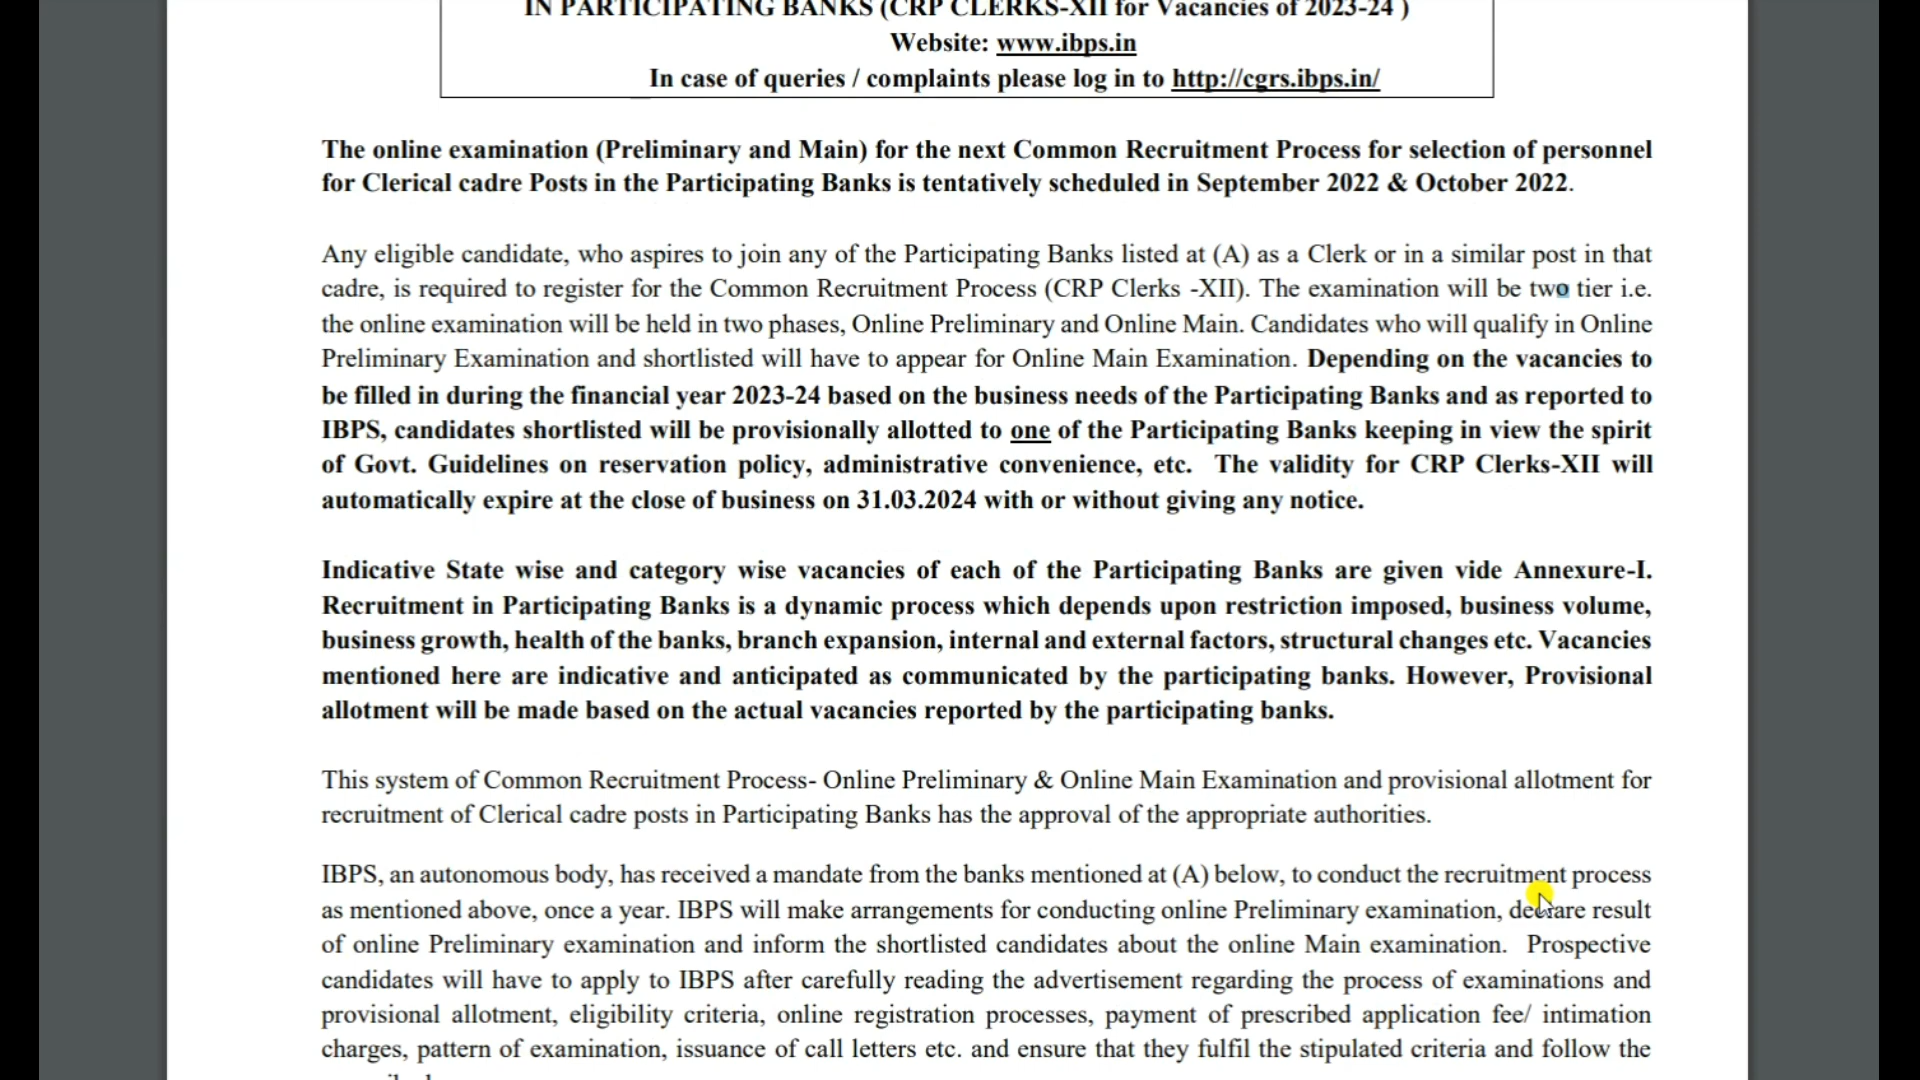 IN PARTICIPATING BANKS (CRP CLERKS-XII for Vacancies of 2023-24 )
Website: www.ibps.in
In case of queries / complaints please log in to http://cgrs.ibps.in/
The online examination (Preliminary and Main) for the next Common Recruitment Process for selection of personnel
for Clerical cadre Posts in the Participating Banks is tentatively scheduled in September 2022 & October 2022.
Any eligible candidate, who aspires to join any of the Participating Banks listed at (A) as a Clerk or in a similar post in that
cadre, is required to register for the Common Recruitment Process (CRP Clerks -XII). The examination will be two tier i.e.
the online examination will be held in two phases, Online Preliminary and Online Main. Candidates who will qualify in Online
Preliminary Examination and shortlisted will have to appear for Online Main Examination. Depending on the vacancies to
be filled in during the financial year 2023-24 based on the business needs of the Participating Banks and as reported to
IBPS, candidates shortlisted will be provisionally allotted to one of the Participating Banks keeping in view the spirit
of Govt. Guidelines on reservation policy, administrative convenience, etc. The validity for CRP Clerks-XII will
automatically expire at the close of business on 31.03.2024 with or without giving any notice.
Indicative State wise and category wise vacancies of each of the Participating Banks are given vide Annexure-I.
Recruitment in Participating Banks is a dynamic process which depends upon restriction imposed, business volume,
business growth, health of the banks, branch expansion, internal and external factors, structural changes etc. Vacancies
mentioned here are indicative and anticipated as communicated by the participating banks. However, Provisional
allotment will be made based on the actual vacancies reported by the participating banks.
This system of Common Recruitment Process- Online Preliminary & Online Main Examination and provisional allotment for
recruitment of Clerical cadre posts in Participating Banks has the approval of the appropriate authorities.
IBPS, an autonomous body, has received a mandate from the banks mentioned at (A) below, to conduct the recruitment process
as mentioned above, once a year. IBPS will make arrangements for conducting online Preliminary examination, declare result
of online Preliminary examination and inform the shortlisted candidates about the online Main examination. Prospective
candidates will have to apply to IBPS after carefully reading the advertisement regarding the process of examinations and
provisional allotment, eligibility criteria, online registration processes, payment of prescribed application fee/ intimation
charges, pattern of examination, issuance of call letters etc. and ensure that they fulfil the stipulated criteria and follow the